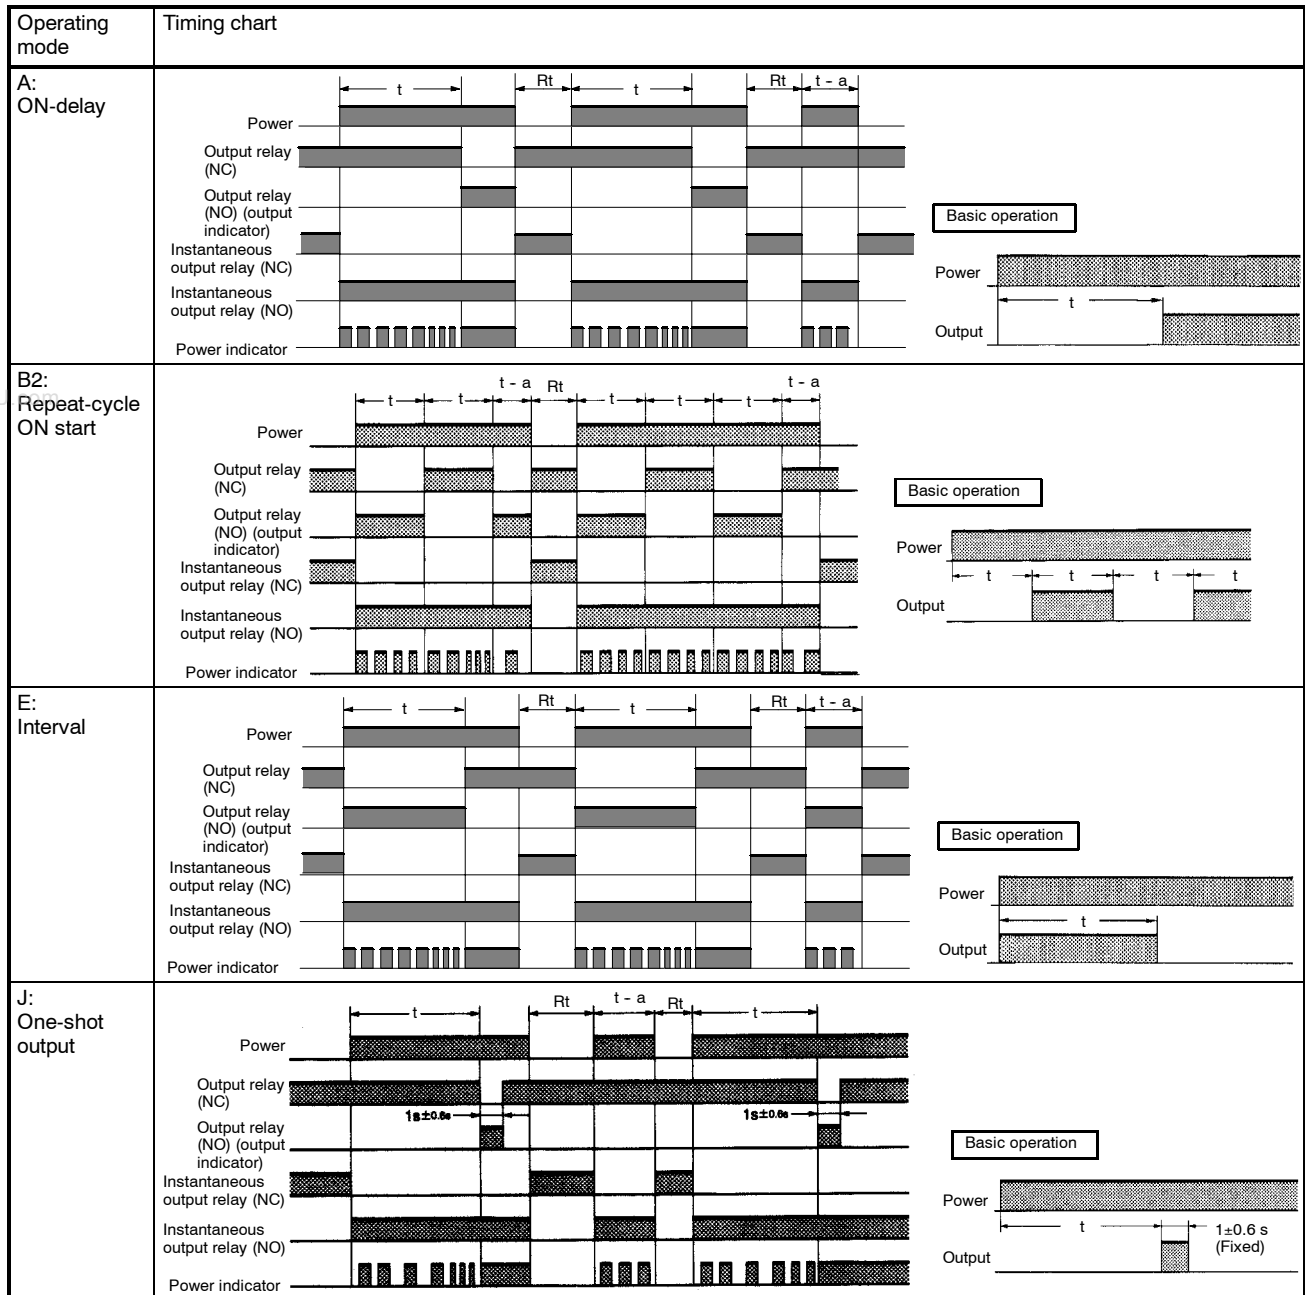 Operating
mode
Timing chart
A:
ON-delay
t
Rt
t
Rt
t - a
Power
Output relay
(NC)
Output relay
(NO) (output
indicator)
Instantaneous
output relay (NC)
Instantaneous
output relay (NO)
Power indicator
Basic operation
Power
t
Output
B2:
Repeat-cycle
ON start
t
t
t - a
Rt
t
t
t
t - a
Power
Output relay
(NC)
Output relay
(NO) (output
indicator)
Instantaneous
output relay (NC)
Instantaneous
output relay (NO)
Power indicator
Basic operation
Power
t
t
t
t
Output
E:
Interval
t
Rt
t
Rt
t - a
Power
Output relay
(NC)
Output relay
(NO) (output
indicator)
Instantaneous
output relay (NC)
Instantaneous
output relay (NO)
Power indicator
Basic operation
Power
t
Output
J:
One-shot
output
t
Rt
t - a
Rt
t
Power
Output relay
(NC)
1s±0.6s
1s±0.6s
Output relay
(NO) (output
indicator)
Instantaneous
output relay (NC)
Instantaneous
output relay (NO)
Power indicator
Basic operation
Power
t
1±0.6 s
(Fixed)
Output